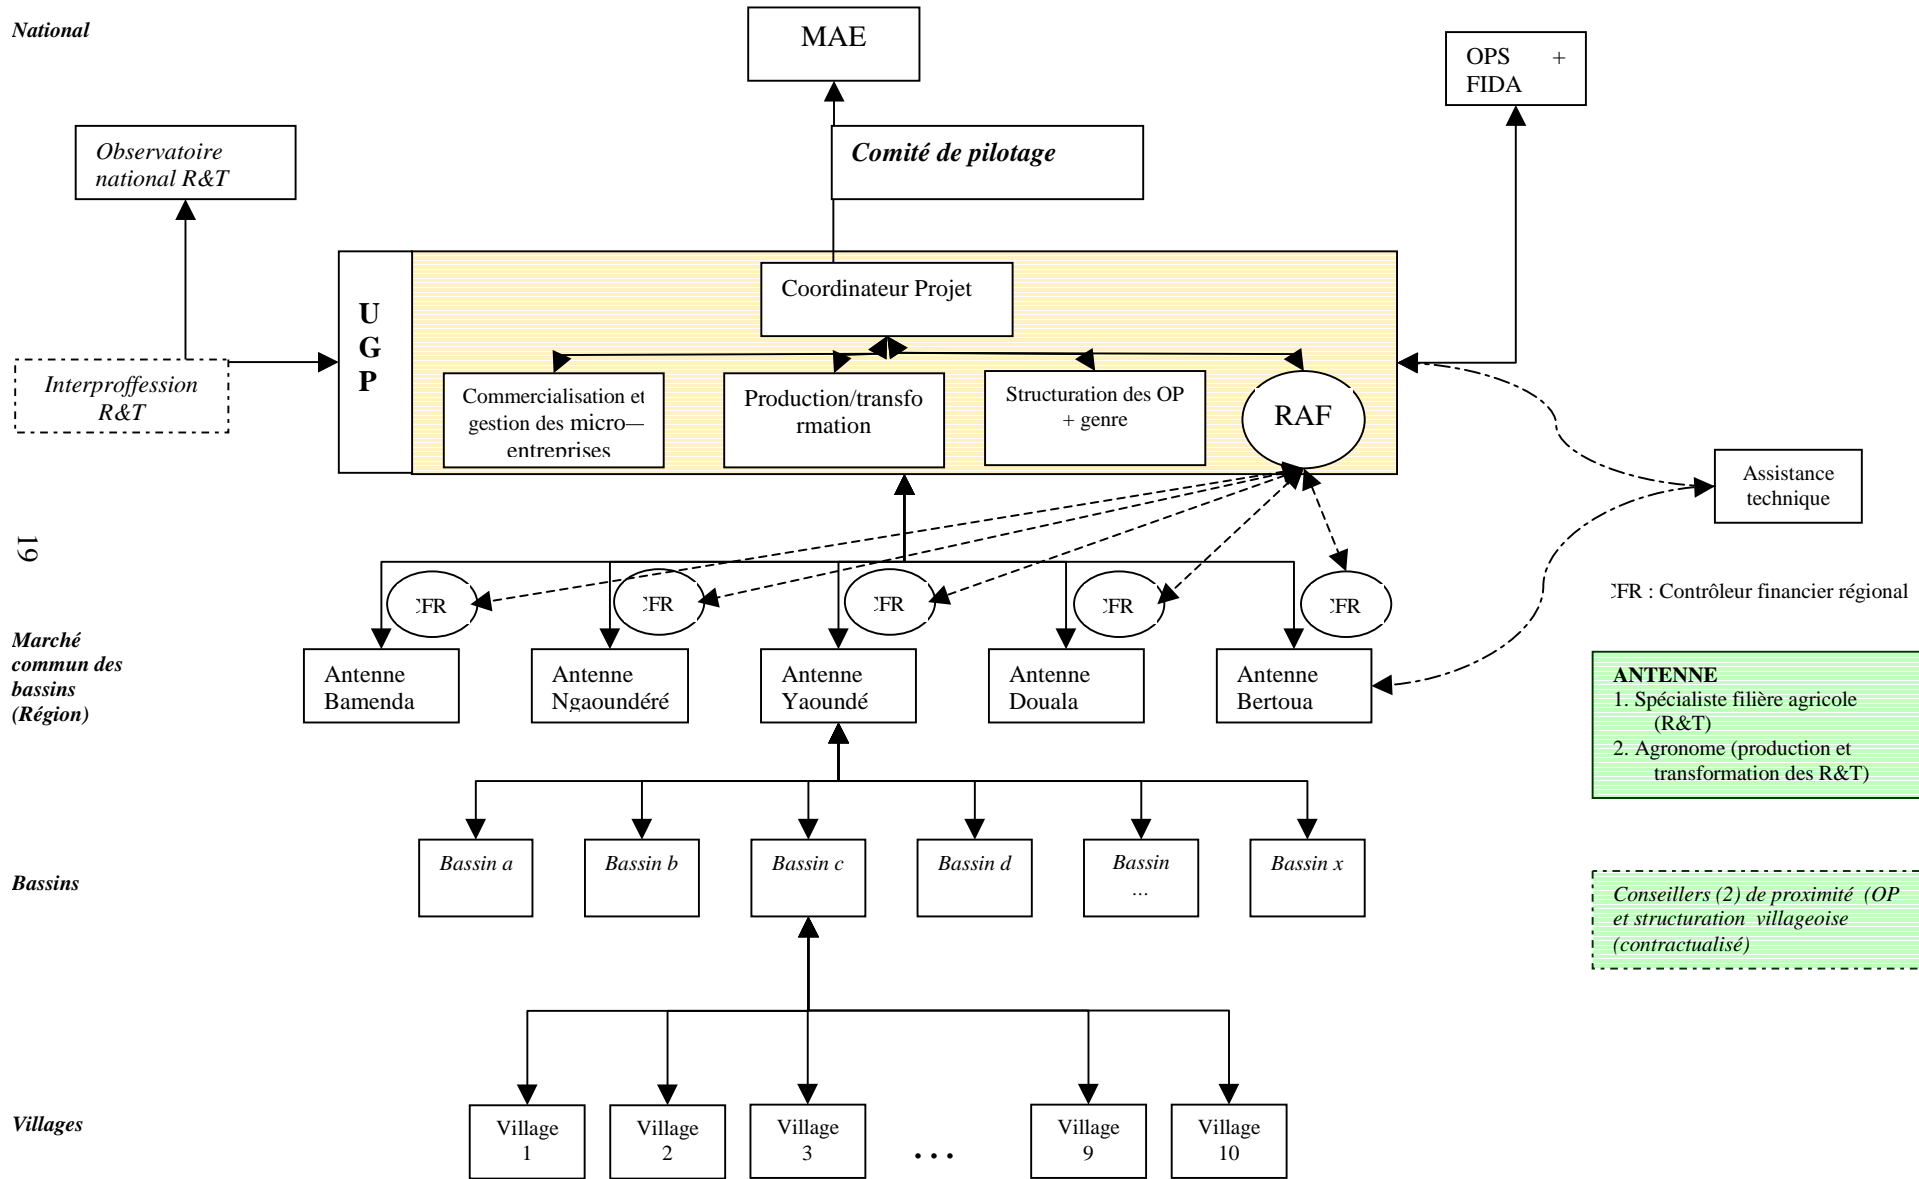 National
MAE
OPS +
FIDA
Observatoire
national R&T
Comité de pilotage
U
G
P
Coordinateur Projet
Interproffession
R&T
Commercialisation et
gestion des micro—
entreprises
Production/transfo
rmation
Structuration des OP
+ genre
RAF
Assistance
technique
19
:FR
:FR
:FR
:FR
:FR
:FR : Contrôleur financier régional
Marché
commun des
bassins
(Région)
Antenne
Bamenda
Antenne
Ngaoundéré
Antenne
Yaoundé
Antenne
Douala
Antenne
Bertoua
ANTENNE
1. Spécialiste filière agricole
(R&T)
2. Agronome (production et
transformation des R&T)
Bassins
Bassin a
Bassin b
Bassin c
Bassin d
Bassin
...
Bassin x
Conseillers (2) de proximité (OP
et structuration villageoise
(contractualisé)
Villages
Village
1
Village
2
Village
3
...
Village
9
Village
10